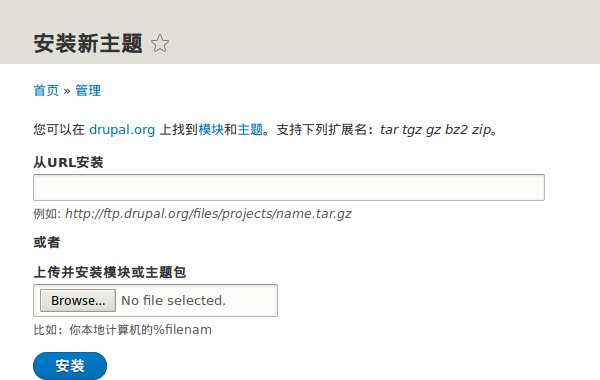 安装新主题
首页 » 管理
您可以在 drupal.org 上找到模块和主题。支持下列扩展名：tar tgz gz bz2 zip。
从URL安装
例如: http://ftp.drupal.org/files/projects/name.tar.gz
或者
上传并安装模块或主题包
Browse... No file selected.
比如：你本地计算机的%filenam
安装